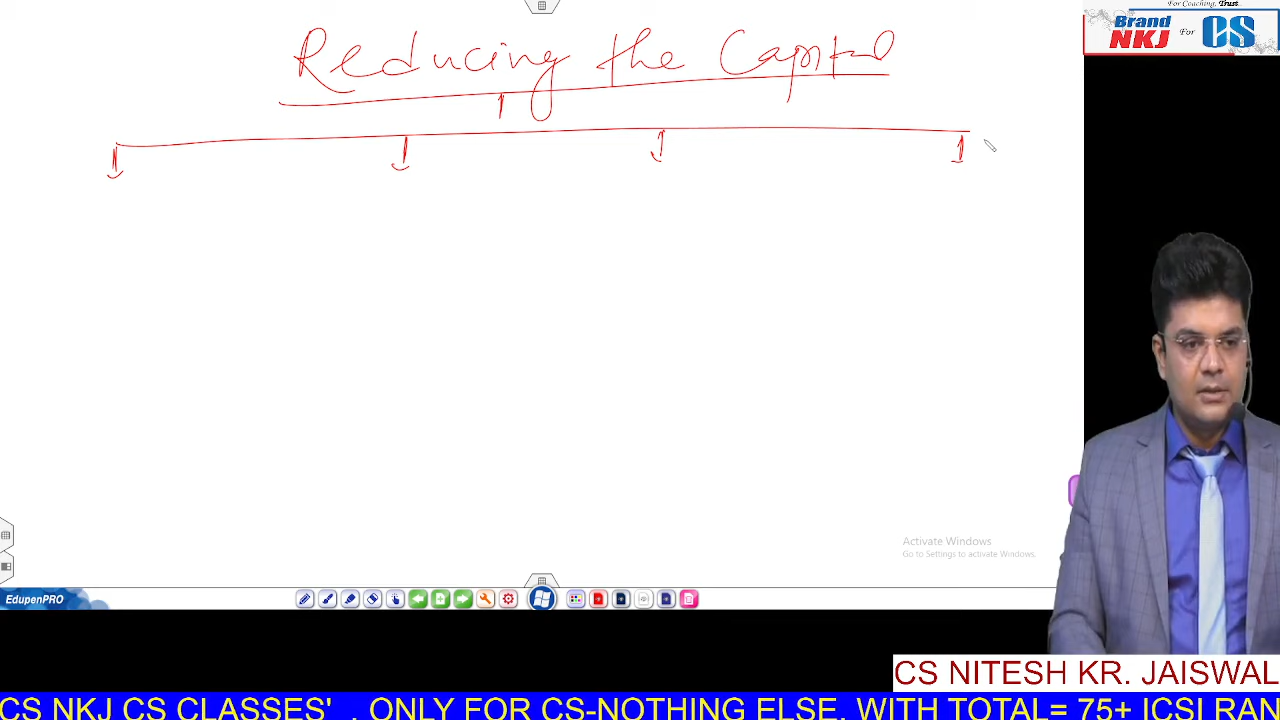 For Coaching, Trust
Brand
NKJ For CS
Reducing the Capital
Activate Windows
Go to Settings to activate Windows.
EdupenPRO
CS NITESH KR. JAISWAL
CS NKJ CS CLASSES' , ONLY FOR CS-NOTHING ELSE, WITH TOTAL= 75+ ICSI RAN